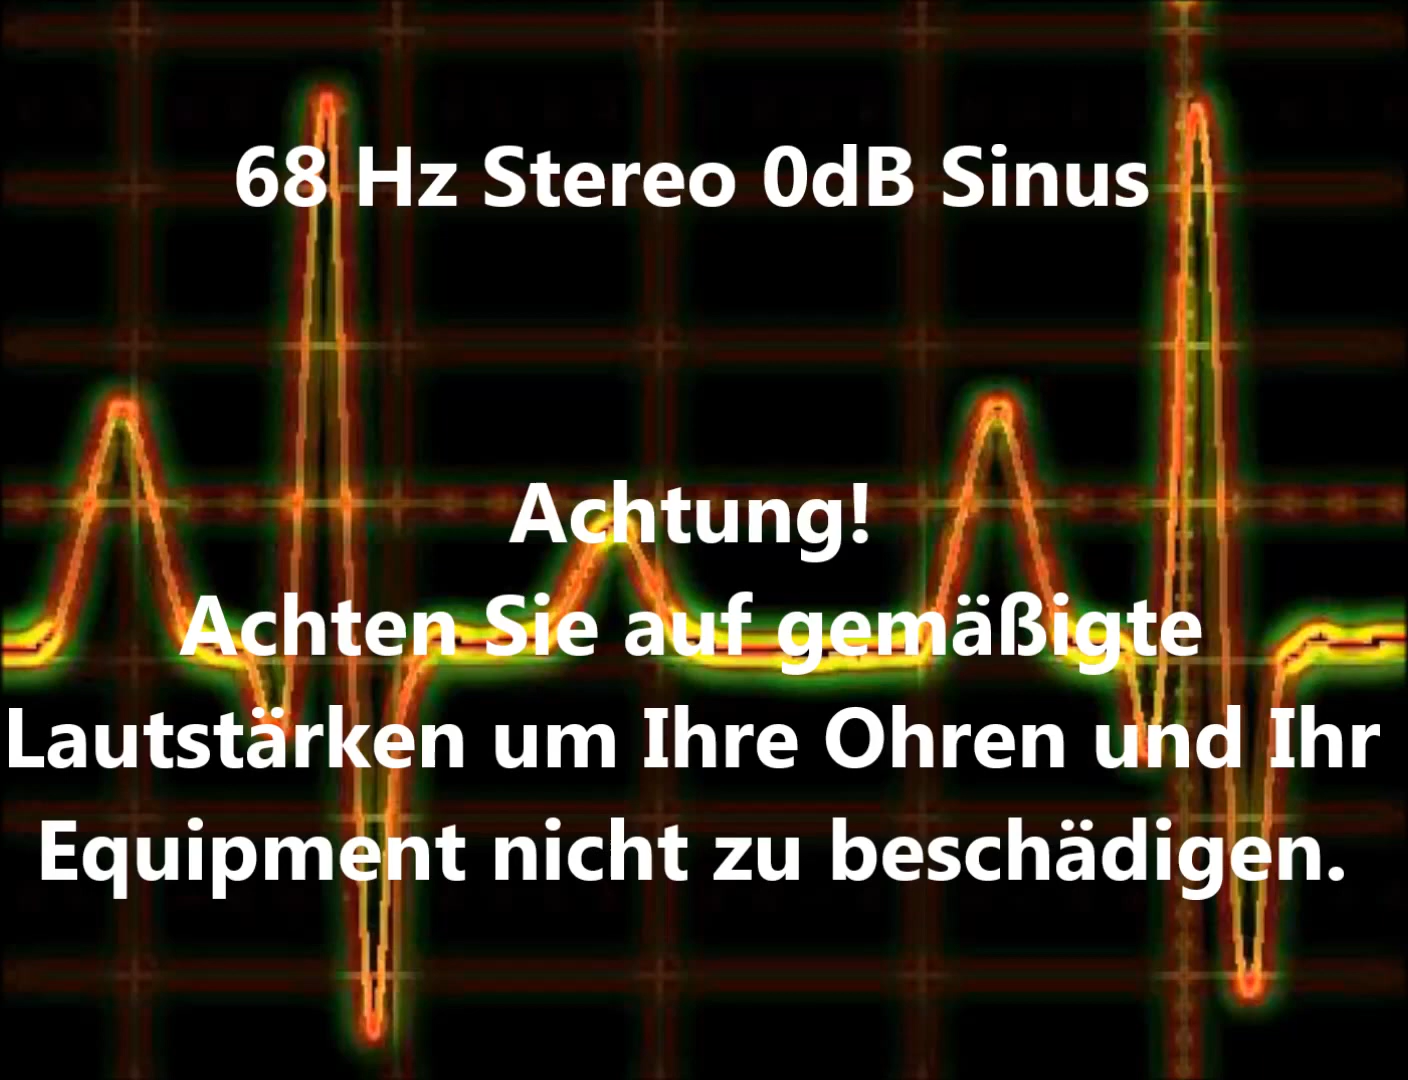 68 Hz Stereo 0dB Sinus
Achtung!
Achten Sie auf gemäßigte
Lautstärken um Ihre Ohren und Ihr
Equipment nicht zu beschädigen.